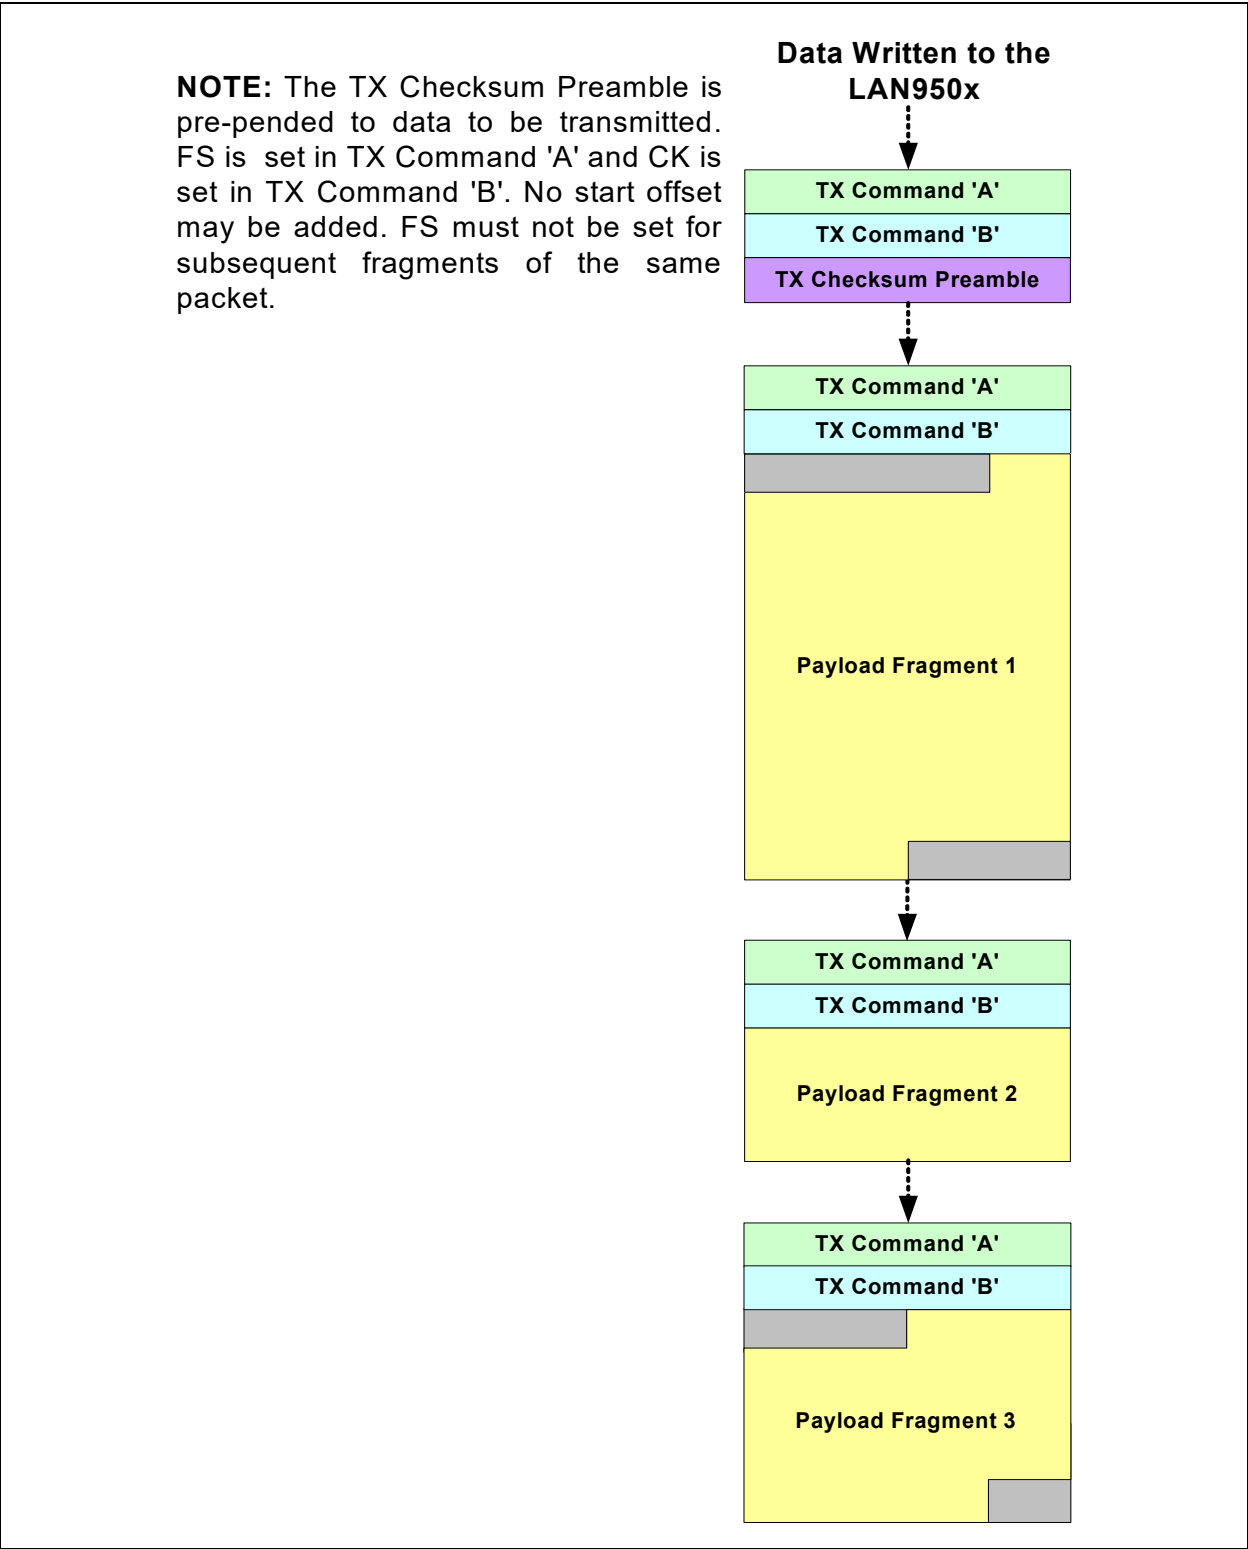 NOTE: The TX Checksum Preamble is
pre-pended to data to be transmitted.
FS is set in TX Command 'A' and CK is
set in TX Command 'B'. No start offset
may be added. FS must not be set for
subsequent fragments of the same
packet.
Data Written to the
LAN950x
TX Command 'A'
TX Command 'B'
TX Checksum Preamble
TX Command 'A'
TX Command 'B'
Payload Fragment 1
TX Command 'A'
TX Command 'B'
Payload Fragment 2
TX Command 'A'
TX Command 'B'
Payload Fragment 3